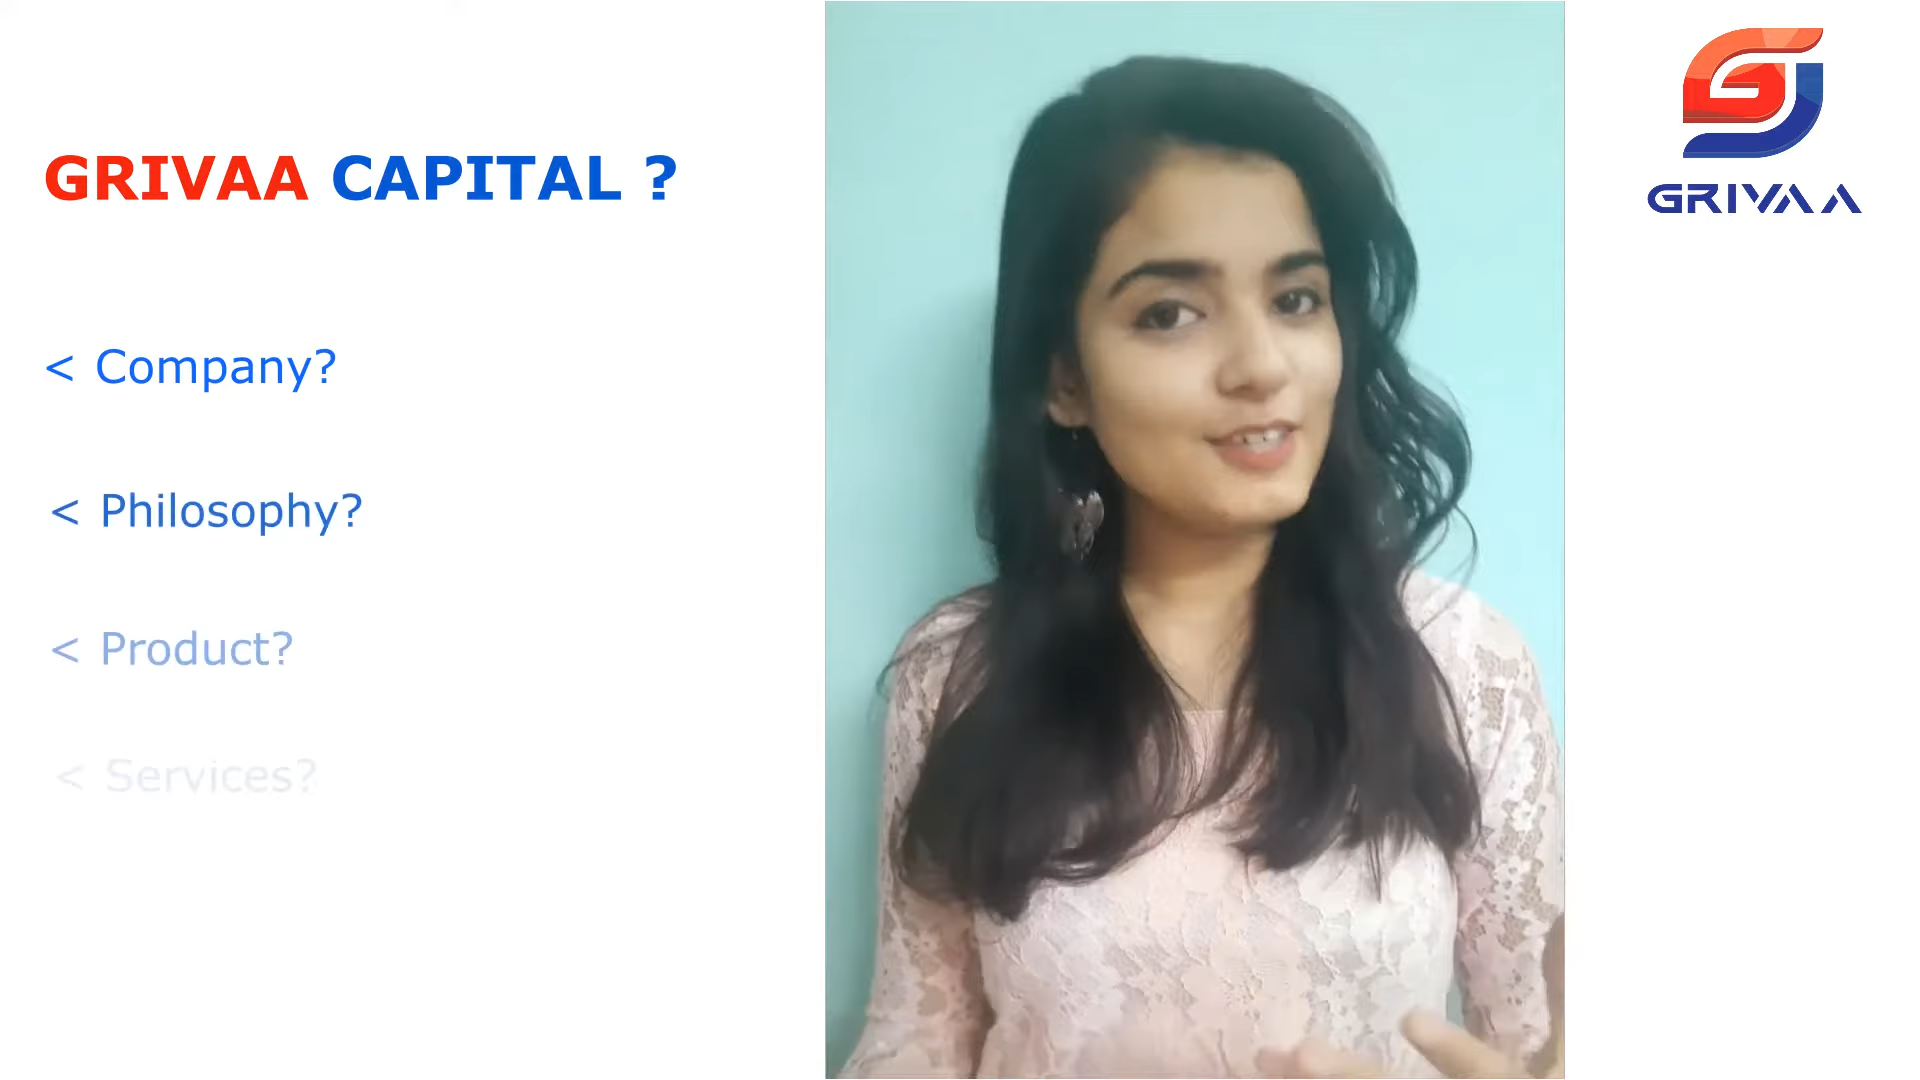 GRIVAA CAPITAL ?
GRIVAA
< Company?
< Philosophy?
< Product?
< Services?